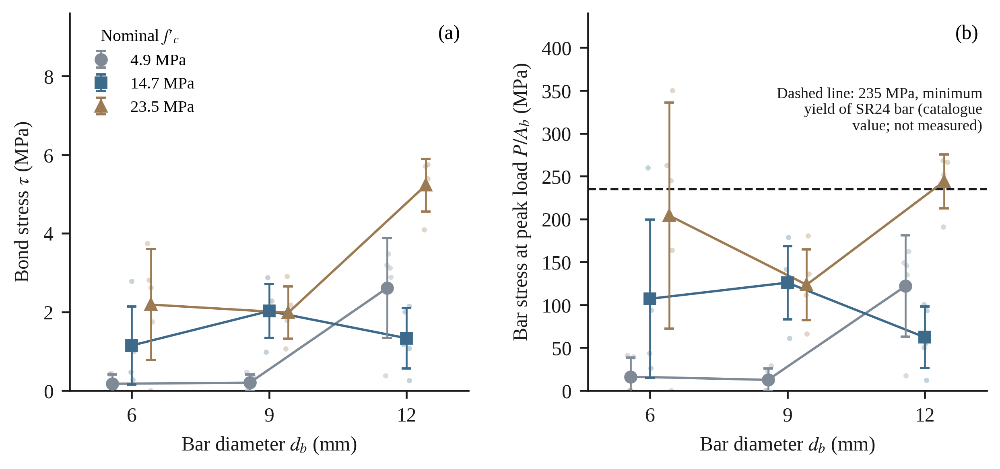 (a)
Nominal f′c
4.9 MPa
14.7 MPa
23.5 MPa
Bond stress τ (MPa)
8
6
4
2
0
6 9 12
Bar diameter db (mm)
(b)
Bar stress at peak load P/Ab (MPa)
400
350
300
250
200
150
100
50
0
Dashed line: 235 MPa, minimum
yield of SR24 bar (catalogue
value; not measured)
6 9 12
Bar diameter db (mm)